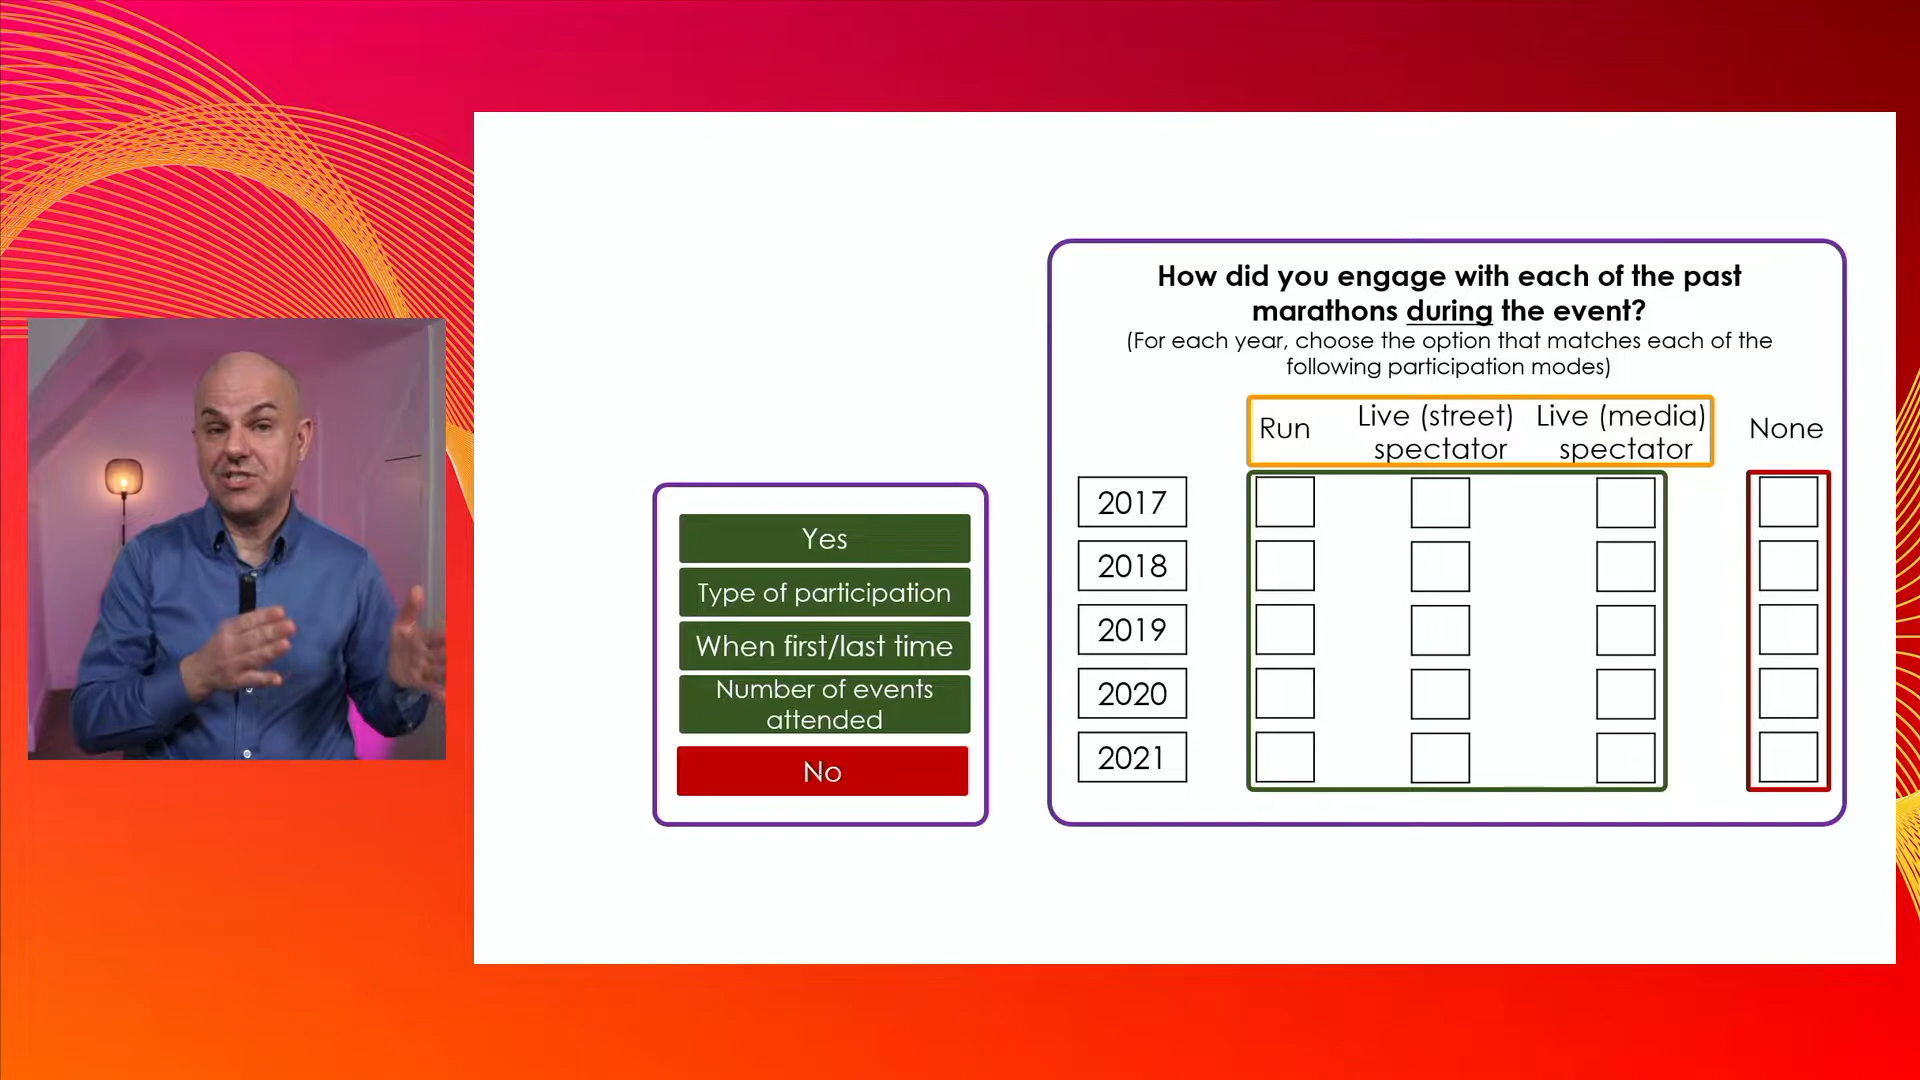 Yes
Type of participation
When first/last time
Number of events
attended
No
How did you engage with each of the past
marathons during the event?
(For each year, choose the option that matches each of the
following participation modes)
Run
Live (street)
spectator
Live (media)
spectator
None
2017
2018
2019
2020
2021